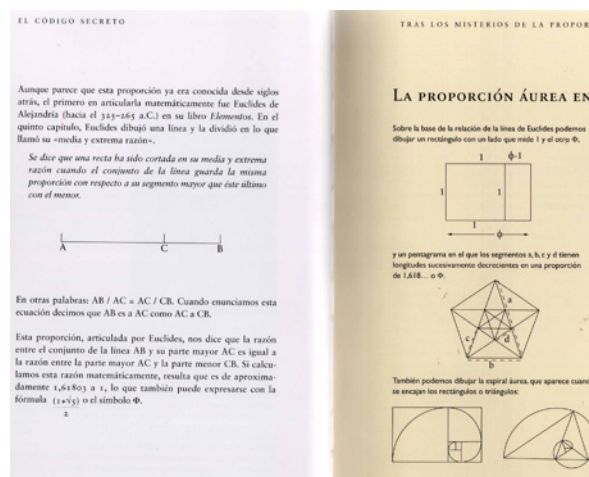 EL CÓDIGO SECRETO
Aunque parece que esta proporción ya era conocida desde siglos
atrás, el primero en articularla matemáticamente fue Euclides de
Alejandría (hacia el 325-265 a.C.) en su libro Elementos. En el
quinto capítulo, Euclides dibujó una línea y la dividió en lo que
llamó su «media y extrema razón».
Se dice que una recta ha sido cortada en su media y extrema
razón cuando el conjunto de la línea guarda la misma
proporción con respecto a su segmento mayor que éste último
con el menor.
A C B
En otras palabras: AB / AC = AC / CB. Cuando enunciamos esta
ecuación decimos que AB es a AC como AC a CB.
Esta proporción, articulada por Euclides, nos dice que la razón
entre el conjunto de la línea AB y su parte mayor AC es igual a
la razón entre la parte mayor AC y la parte menor CB. Si calcu-
lamos esta razón matemáticamente, resulta que es de aproxima-
damente 1,61803 a 1, lo que también puede expresarse con la
fórmula (1+√5) o el símbolo Φ.
2
TRAS LOS MISTERIOS DE LA PROPOR
LA PROPORCIÓN ÁUREA EN
Sobre la base de la relación de la línea de Euclides podemos
dibujar un rectángulo con un lado que mide 1 y el otro Φ.
1 ϕ-1
1 1
1
ϕ
y un pentagrama en el que los segmentos a, b, c y d tienen
longitudes sucesivamente decrecientes en una proporción
de 1,618... o Φ.
a
c d
b
También podemos dibujar la espiral áurea, que aparece cuand
se encajan los rectángulos o triángulos: